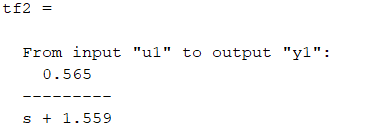 tf2 =
From input "u1" to output "y1":
0.565
---------
s + 1.559